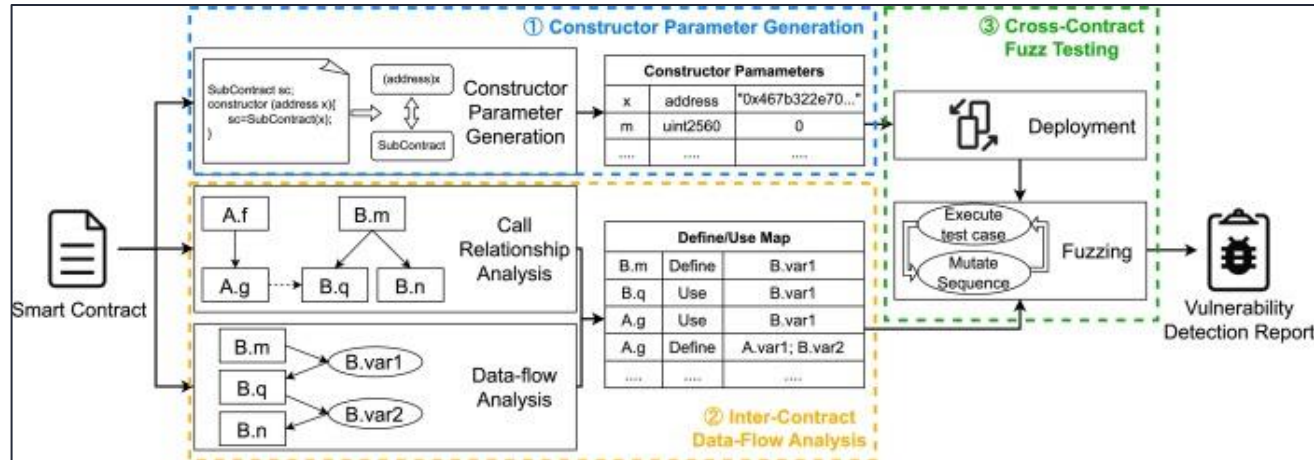 ① Constructor Parameter Generation
SubContract sc;
constructor (address x){
sc=SubContract(x);
}
(address)x
SubContract
Constructor
Parameter
Generation
Constructor Pamameters
x address "0x467b322e70..."
m uint2560 0
.... .... ....
③ Cross-Contract
Fuzz Testing
Deployment
Execute
test case
Mutate
Sequence
Fuzzing
Smart Contract
A.f
B.m
A.g
B.q
B.n
Call
Relationship
Analysis
B.m
B.q
B.n
B.var1
B.var2
Data-flow
Analysis
Define/Use Map
B.m Define B.var1
B.q Use B.var1
A.g Use B.var1
A.g Define A.var1; B.var2
.... .... ....
② Inter-Contract
Data-Flow Analysis
Vulnerability
Detection Report